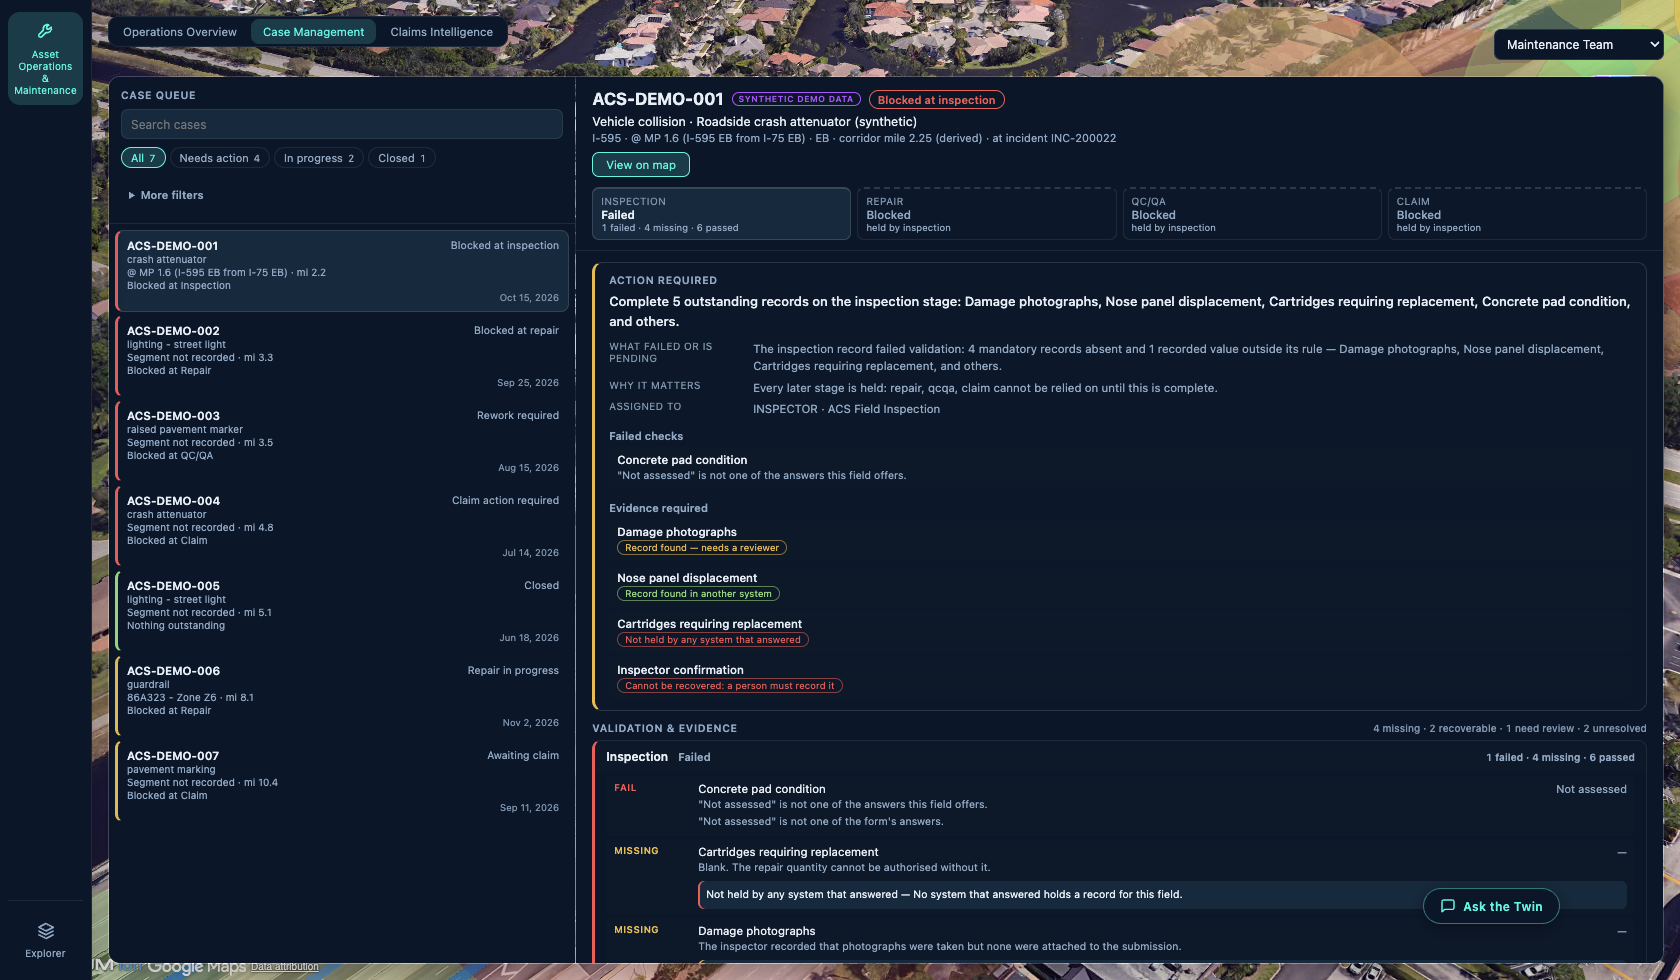 Asset
Operations
&
Maintenance
Operations Overview
Case Management
Claims Intelligence
Maintenance Team
CASE QUEUE
Search cases
All 7
Needs action 4
In progress 2
Closed 1
More filters
ACS-DEMO-001
Blocked at inspection
crash attenuator
@ MP 1.6 (I-595 EB from I-75 EB) · mi 2.2
Blocked at Inspection
Oct 15, 2026
ACS-DEMO-002
Blocked at repair
lighting - street light
Segment not recorded · mi 3.3
Blocked at Repair
Sep 25, 2026
ACS-DEMO-003
Rework required
raised pavement marker
Segment not recorded · mi 3.5
Blocked at QC/QA
Aug 15, 2026
ACS-DEMO-004
Claim action required
crash attenuator
Segment not recorded · mi 4.8
Blocked at Claim
Jul 14, 2026
ACS-DEMO-005
Closed
lighting - street light
Segment not recorded · mi 5.1
Nothing outstanding
Jun 18, 2026
ACS-DEMO-006
Repair in progress
guardrail
86A323 - Zone Z6 · mi 8.1
Blocked at Repair
Nov 2, 2026
ACS-DEMO-007
Awaiting claim
pavement marking
Segment not recorded · mi 10.4
Blocked at Claim
Sep 11, 2026
ACS-DEMO-001
SYNTHETIC DEMO DATA
Blocked at inspection
Vehicle collision · Roadside crash attenuator (synthetic)
I-595 · @ MP 1.6 (I-595 EB from I-75 EB) · EB · corridor mile 2.25 (derived) · at incident INC-200022
View on map
INSPECTION
Failed
1 failed · 4 missing · 6 passed
REPAIR
Blocked
held by inspection
QC/QA
Blocked
held by inspection
CLAIM
Blocked
held by inspection
ACTION REQUIRED
Complete 5 outstanding records on the inspection stage: Damage photographs, Nose panel displacement, Cartridges requiring replacement, Concrete pad condition,
and others.
WHAT FAILED OR IS
PENDING
The inspection record failed validation: 4 mandatory records absent and 1 recorded value outside its rule — Damage photographs, Nose panel displacement,
Cartridges requiring replacement, and others.
WHY IT MATTERS
Every later stage is held: repair, qcqa, claim cannot be relied on until this is complete.
ASSIGNED TO
INSPECTOR · ACS Field Inspection
Failed checks
Concrete pad condition
"Not assessed" is not one of the answers this field offers.
Evidence required
Damage photographs
Record found — needs a reviewer
Nose panel displacement
Record found in another system
Cartridges requiring replacement
Not held by any system that answered
Inspector confirmation
Cannot be recovered: a person must record it
VALIDATION & EVIDENCE
4 missing · 2 recoverable · 1 need review · 2 unresolved
Inspection Failed
1 failed · 4 missing · 6 passed
FAIL
Concrete pad condition
Not assessed
"Not assessed" is not one of the answers this field offers.
"Not assessed" is not one of the form's answers.
MISSING
Cartridges requiring replacement
—
Blank. The repair quantity cannot be authorised without it.
Not held by any system that answered — No system that answered holds a record for this field.
MISSING
Damage photographs
—
The inspector recorded that photographs were taken but none were attached to the submission.
Ask the Twin
Explorer
Google Maps
Data attribution